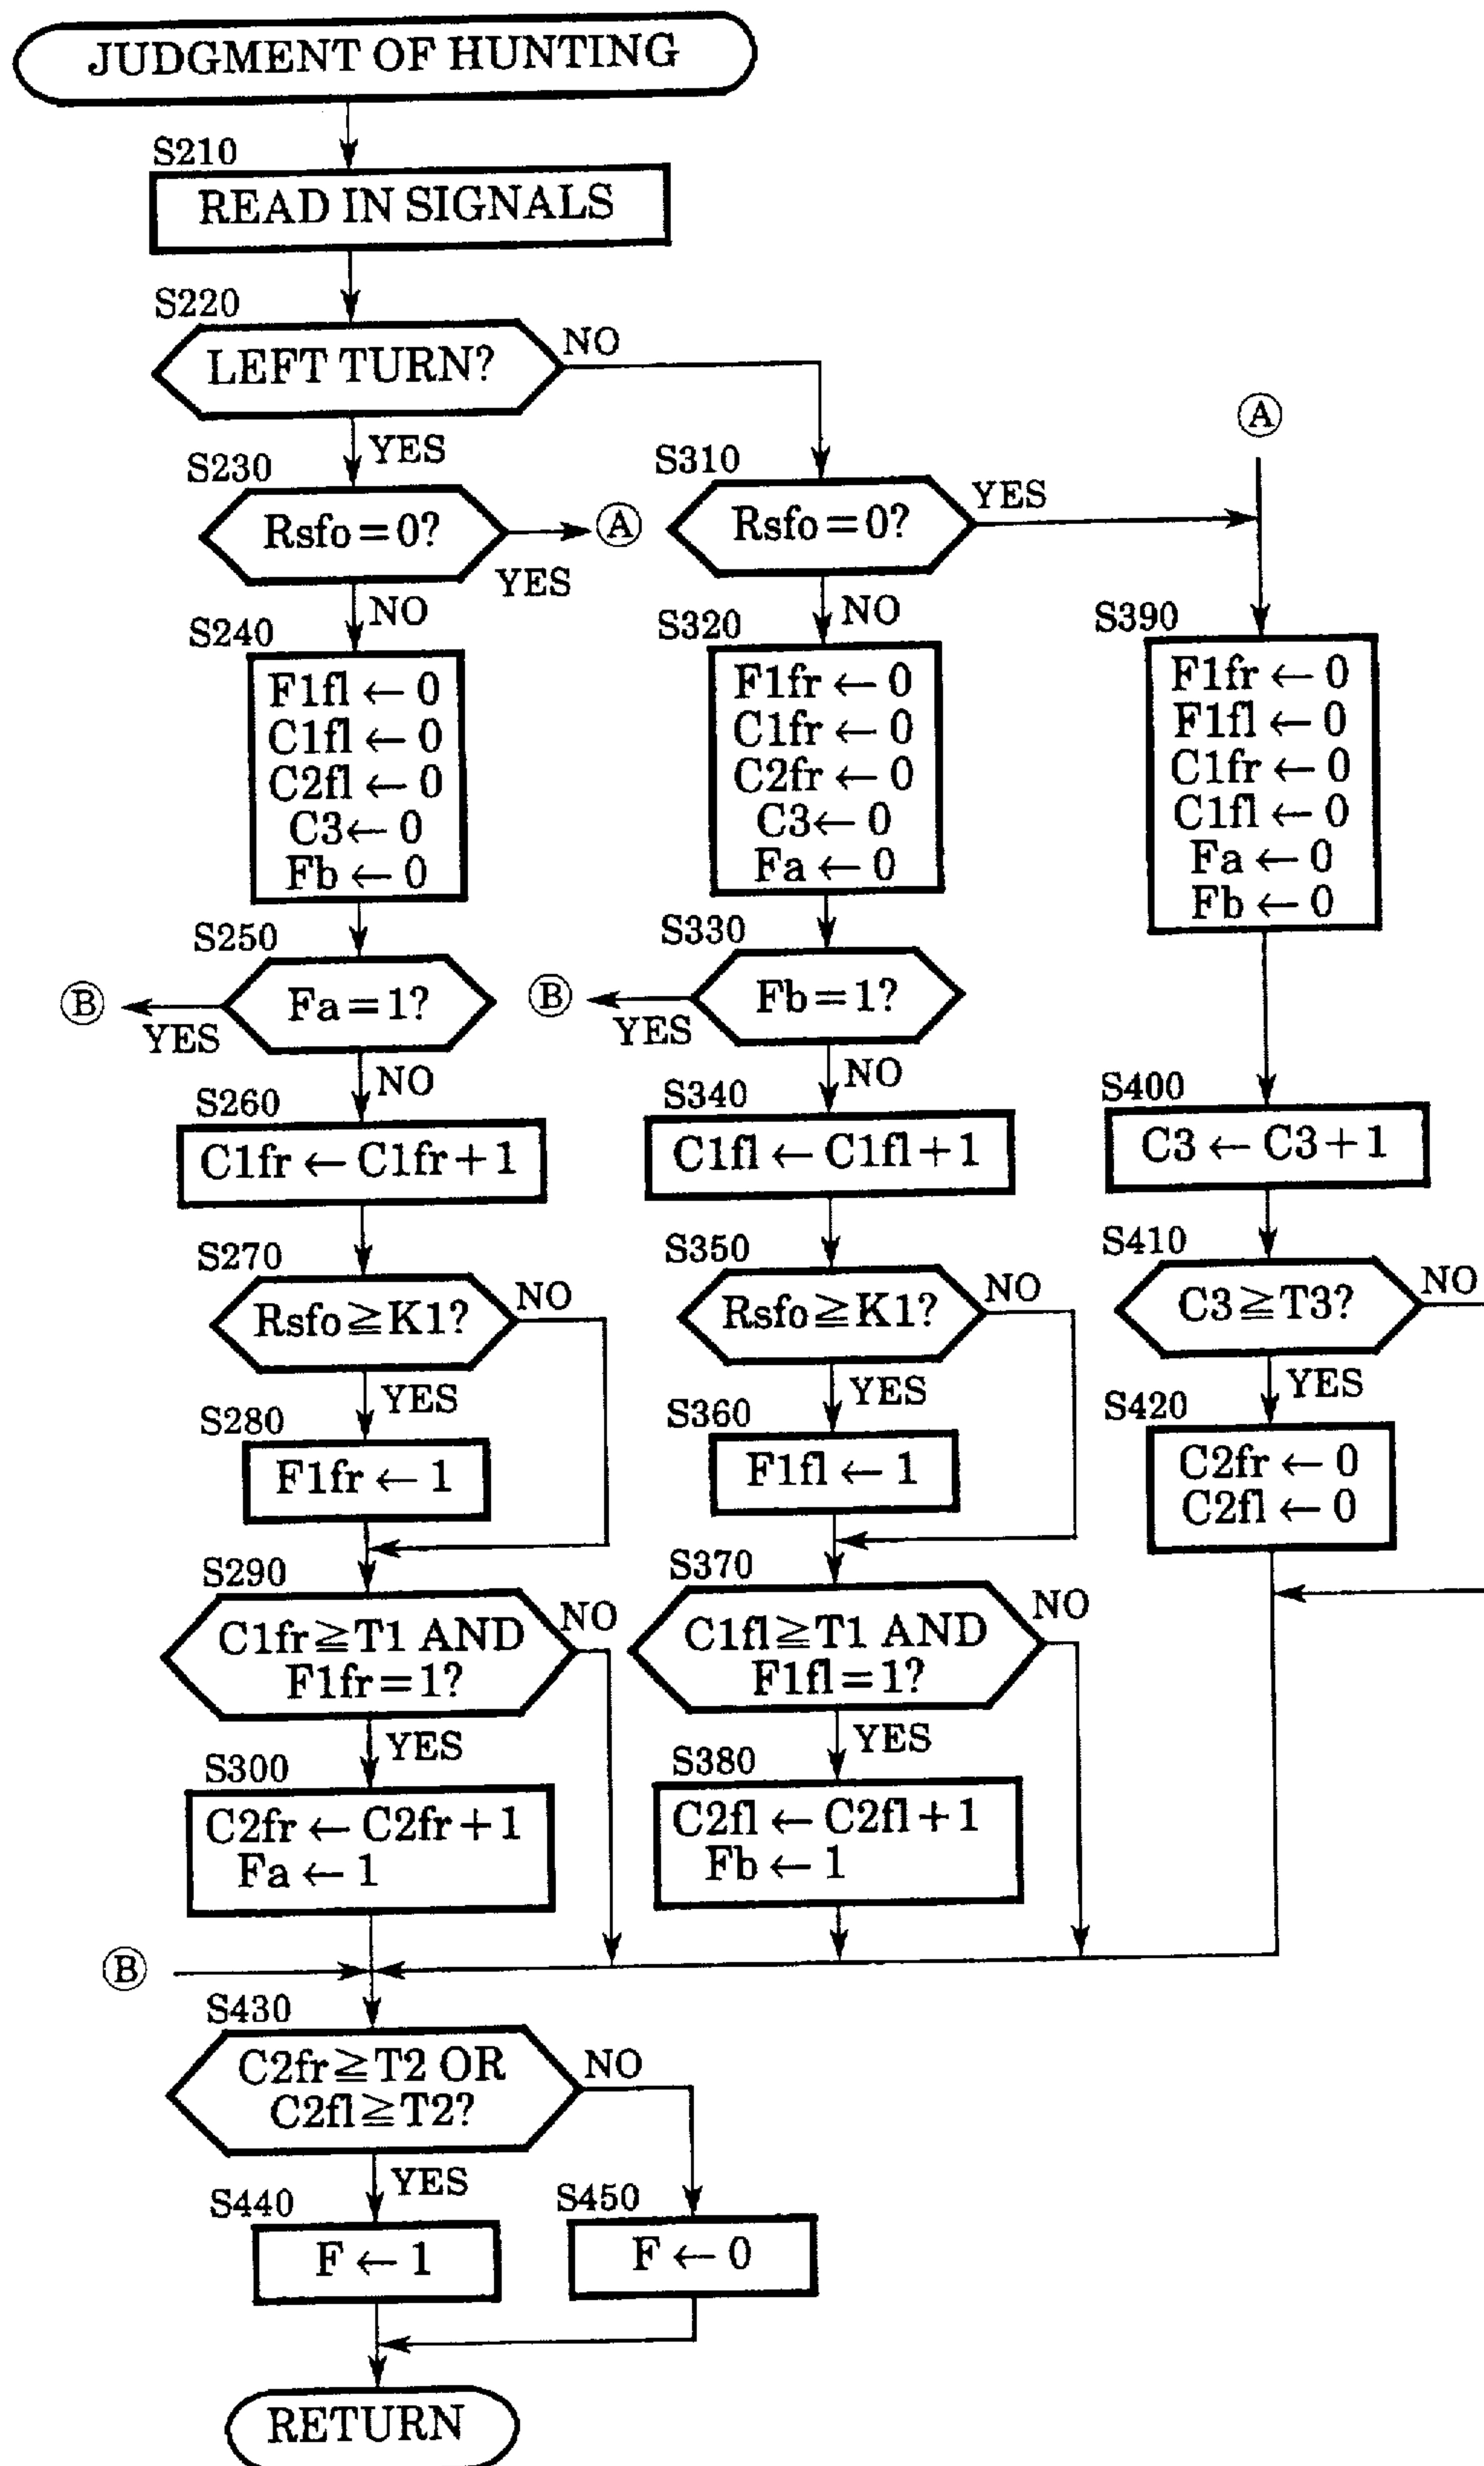 JUDGMENT OF HUNTING
S210
READ IN SIGNALS
S220
LEFT TURN?
NO
YES
S230
Rsfo=0?
Ⓐ
YES
NO
S240
F1fl ← 0
C1fl ← 0
C2fl ← 0
C3← 0
Fb ← 0
S250
Fa=1?
Ⓑ
YES
NO
S260
C1fr ← C1fr+1
S270
Rsfo≧K1?
NO
YES
S280
F1fr ← 1
S290
C1fr≧T1 AND
F1fr=1?
NO
YES
S300
C2fr ← C2fr+1
Fa ← 1
S310
Rsfo=0?
YES
NO
S320
F1fr ← 0
C1fr ← 0
C2fr ← 0
C3← 0
Fa ← 0
S330
Fb=1?
Ⓑ
YES
NO
S340
C1fl ← C1fl+1
S350
Rsfo≧K1?
NO
YES
S360
F1fl ← 1
S370
C1fl≧T1 AND
F1fl=1?
NO
YES
S380
C2fl ← C2fl+1
Fb ← 1
Ⓐ
S390
F1fr ← 0
F1fl ← 0
C1fr ← 0
C1fl ← 0
Fa ← 0
Fb ← 0
S400
C3 ← C3+1
S410
C3≧T3?
NO
YES
S420
C2fr ← 0
C2fl ← 0
Ⓑ
S430
C2fr≧T2 OR
C2fl≧T2?
NO
YES
S440
F ← 1
S450
F ← 0
RETURN